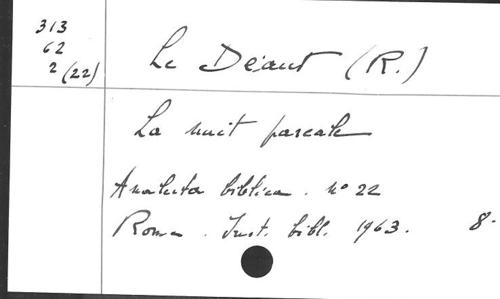 313
62
2 (22)
Le Déaut (R.)
La nuit pascale
Analecta biblica. n° 22
Roma. Inst. bibl. 1963. 8.